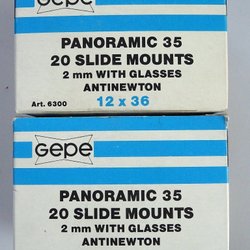 gepe
PANORAMIC 35
20 SLIDE MOUNTS
2 mm WITH GLASSES
ANTINEWTON
Art. 6300
12 x 36
Gepe
PANORAMIC 35
20 SLIDE MOUNTS
2 mm WITH GLASSES
ANTINEWTON